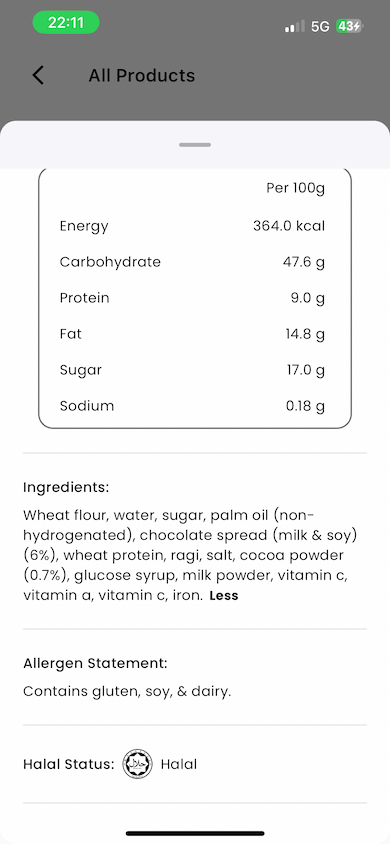 22:11
5G
43
All Products
Per 100g
Energy 364.0 kcal
Carbohydrate 47.6 g
Protein 9.0 g
Fat 14.8 g
Sugar 17.0 g
Sodium 0.18 g
Ingredients:
Wheat flour, water, sugar, palm oil (non-
hydrogenated), chocolate spread (milk & soy)
(6%), wheat protein, ragi, salt, cocoa powder
(0.7%), glucose syrup, milk powder, vitamin c,
vitamin a, vitamin c, iron. Less
Allergen Statement:
Contains gluten, soy, & dairy.
Halal Status: حلال Halal